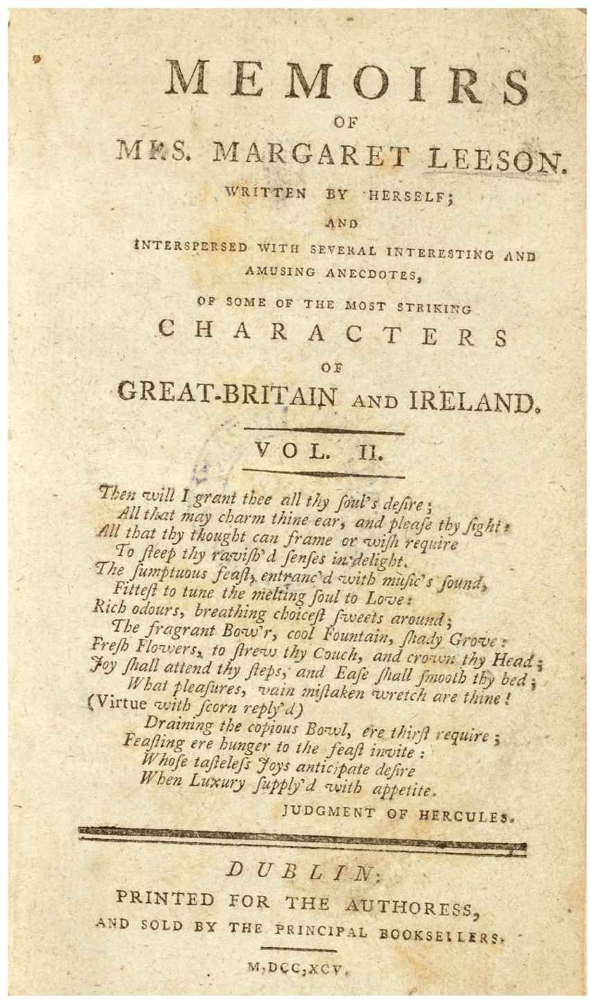 MEMOIRS
OF
MRS. MARGARET LEESON.
WRITTEN BY HERSELF;
AND
INTERSPERSED WITH SEVERAL INTERESTING AND
AMUSING ANECDOTES,
OF SOME OF THE MOST STRIKING
CHARACTERS
OF
GREAT-BRITAIN AND IRELAND.
VOL. II.
Then will I grant thee all thy ſoul's deſire;
All that may charm thine ear, and pleaſe thy ſight:
All that thy thought can frame or wiſh require
To ſteep thy raviſh'd ſenſes in delight.
The ſumptuous feaſt, entranc'd with muſic's ſound,
Fitteſt to tune the melting ſoul to Love:
Rich odours, breathing choiceſt ſweets around;
The fragrant Bow'r, cool Fountain, ſhady Grove:
Freſh Flowers, to ſtrew thy Couch, and crown thy Head;
Joy ſhall attend thy ſteps, and Eaſe ſhall ſmooth thy bed;
What pleaſures, vain miſtaken wretch are thine!
(Virtue with ſcorn reply'd)
Draining the copious Bowl, ere thirſt require;
Feaſting ere hunger to the feaſt invite:
Whoſe taſteleſs Joys anticipate deſire
When Luxury ſupply'd with appetite.
JUDGMENT OF HERCULES.
DUBLIN:
PRINTED FOR THE AUTHORESS,
AND SOLD BY THE PRINCIPAL BOOKSELLERS.
M,DCC,XCV.